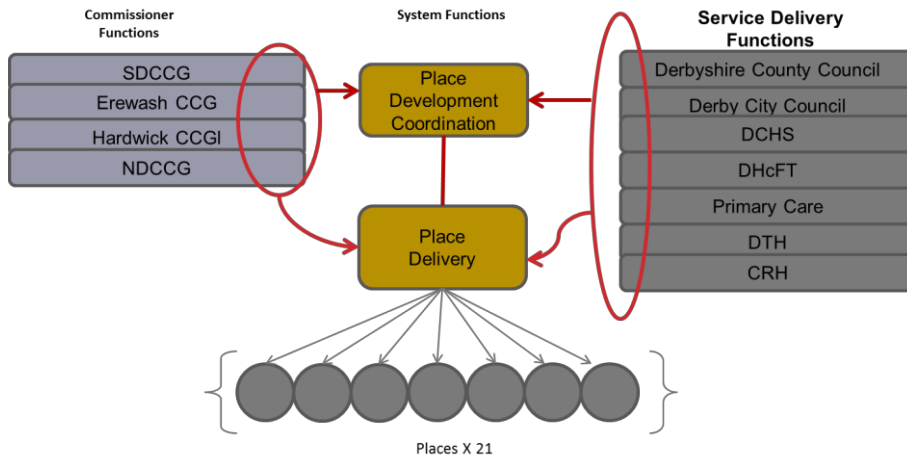 Commissioner
Functions
SDCCG
Erewash CCG
Hardwick CCGI
NDCCG
System Functions
Place
Development
Coordination
Place
Delivery
Service Delivery
Functions
Derbyshire County Council
Derby City Council
DCHS
DHcFT
Primary Care
DTH
CRH
Places X 21